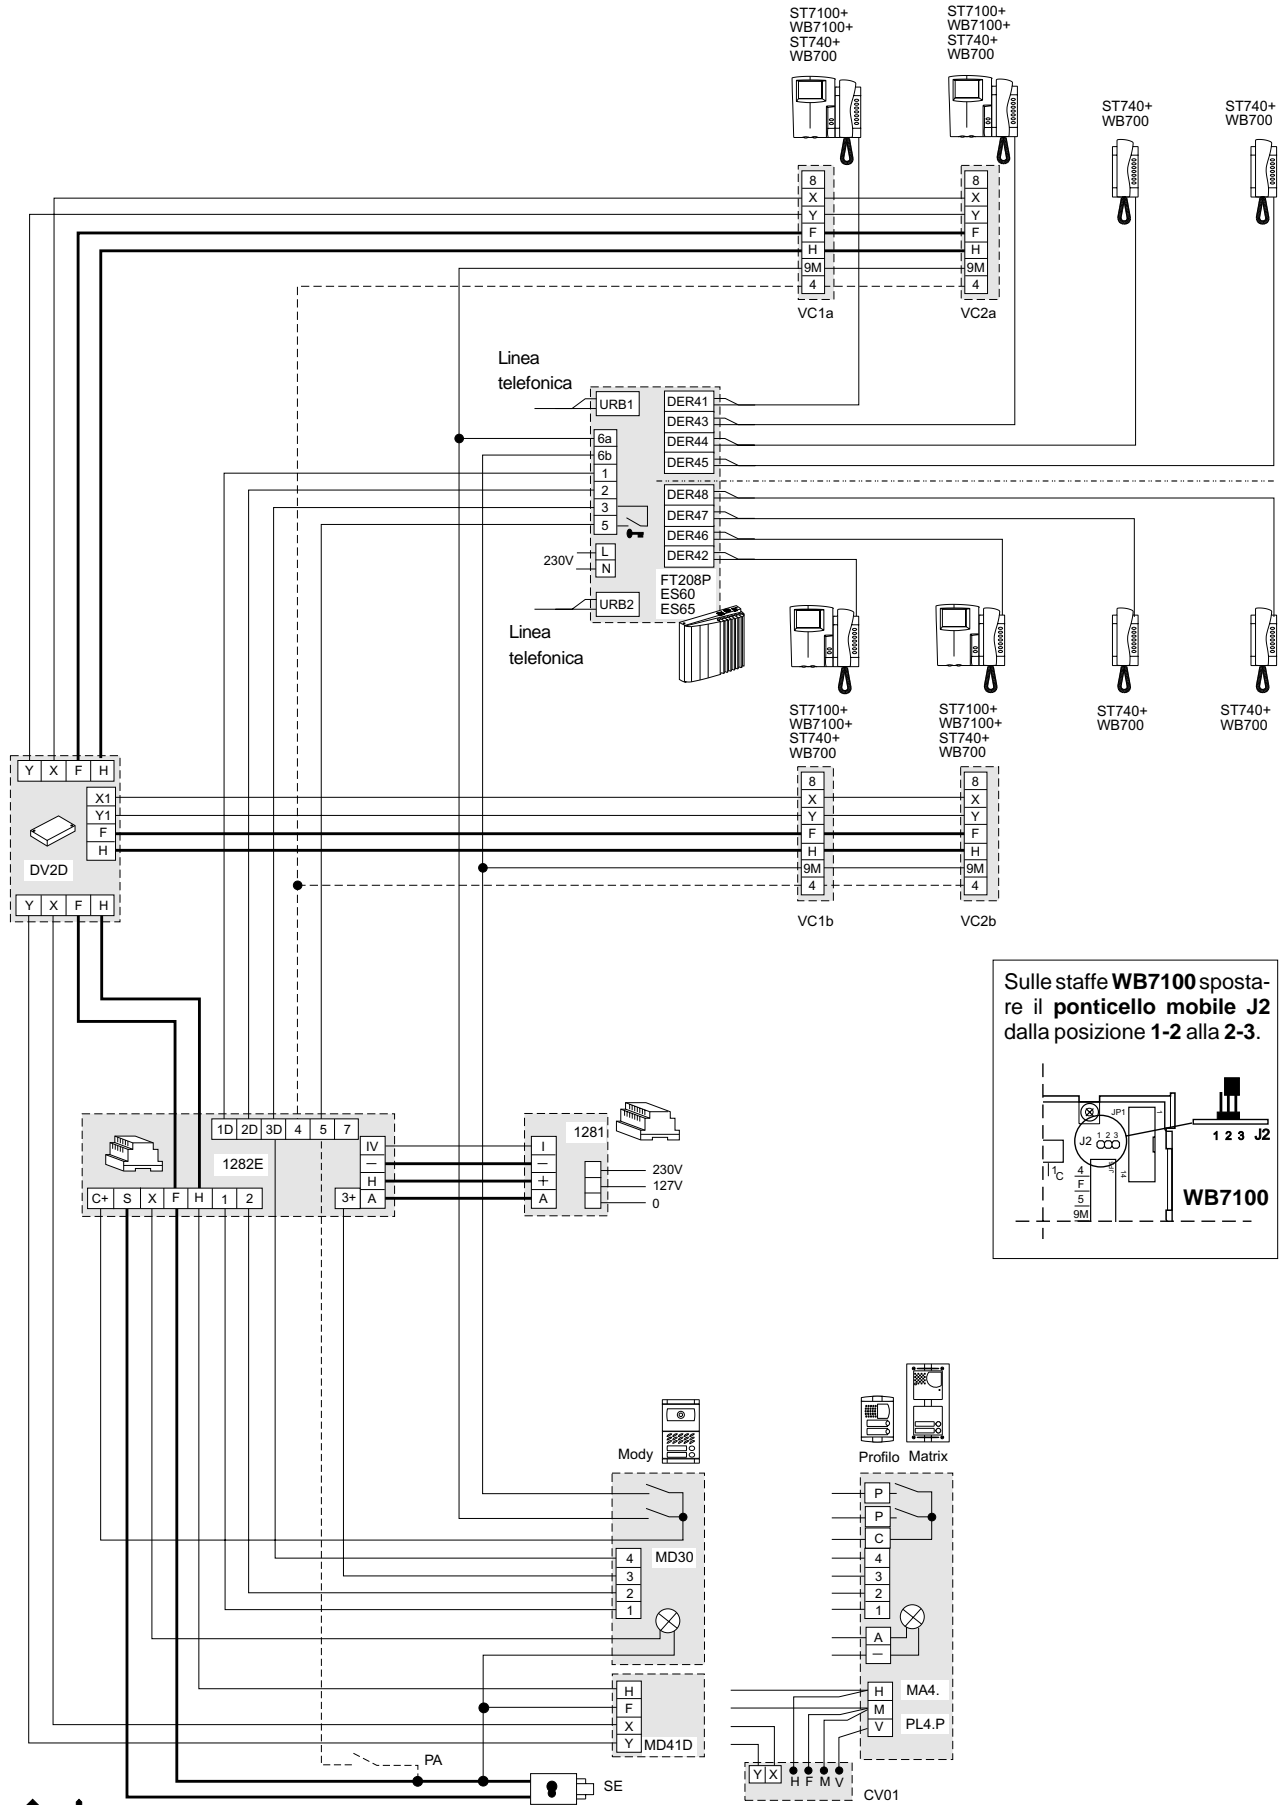 ST7100+
WB7100+
ST740+
WB700
ST7100+
WB7100+
ST740+
WB700
ST740+
WB700
ST740+
WB700
8
X
Y
F
H
9M
4
VC1a
8
X
Y
F
H
9M
4
VC2a
Linea
telefonica
URB1
6a
6b
1
2
3
5
230V
L
N
URB2
Linea
telefonica
DER41
DER43
DER44
DER45
DER48
DER47
DER46
DER42
FT208P
ES60
ES65
ST7100+
WB7100+
ST740+
WB700
ST7100+
WB7100+
ST740+
WB700
ST740+
WB700
ST740+
WB700
Y X F H
X1
Y1
F
H
DV2D
Y X F H
8
X
Y
F
H
9M
4
VC1b
8
X
Y
F
H
9M
4
VC2b
Sulle staffe WB7100 sposta-
re il ponticello mobile J2
dalla posizione 1-2 alla 2-3.
JP1
1
J2
1 2 3
1
C
14
4
F
5
9M
1 2 3 J2
WB7100
1D 2D 3D 4 5 7
1282E
IV
—
H
3+ A
C+ S X F H 1 2
1281
I
—
+
A
230V
127V
0
Mody
Profilo Matrix
MD30
4
3
2
1
P
P
C
4
3
2
1
A
—
H
F
X
Y
MD41D
H
M
V
MA4.
PL4.P
PA
SE
Y X H F M V
CV01